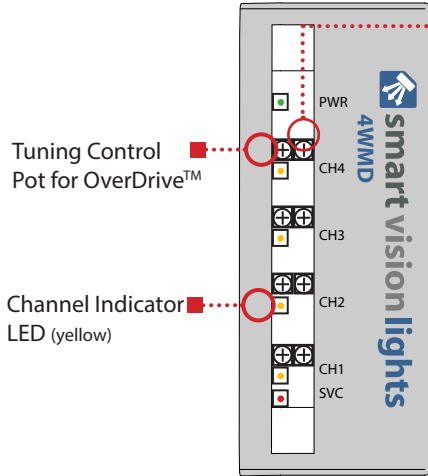 PWR
Tuning Control
Pot for OverDrive™
CH4
CH3
Channel Indicator
LED (yellow)
CH2
CH1
SVC
smart vision lights
4WMD